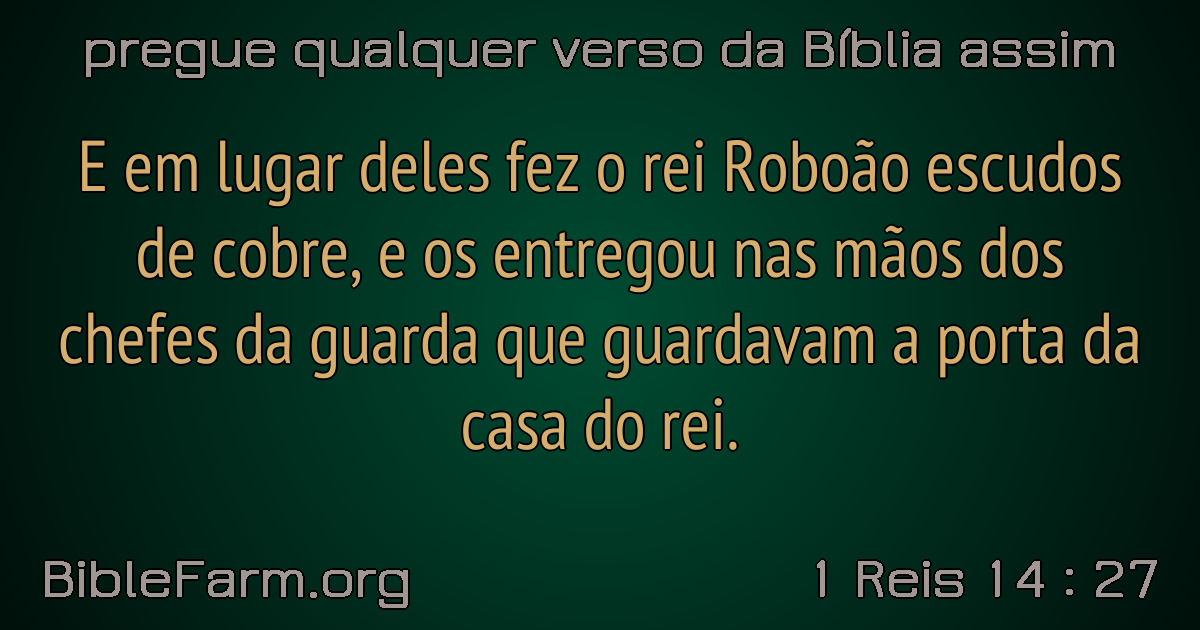 pregue qualquer verso da Bíblia assim
E em lugar deles fez o rei Roboão escudos
de cobre, e os entregou nas mãos dos
chefes da guarda que guardavam a porta da
casa do rei.
BibleFarm.org
1 Reis 14 : 27